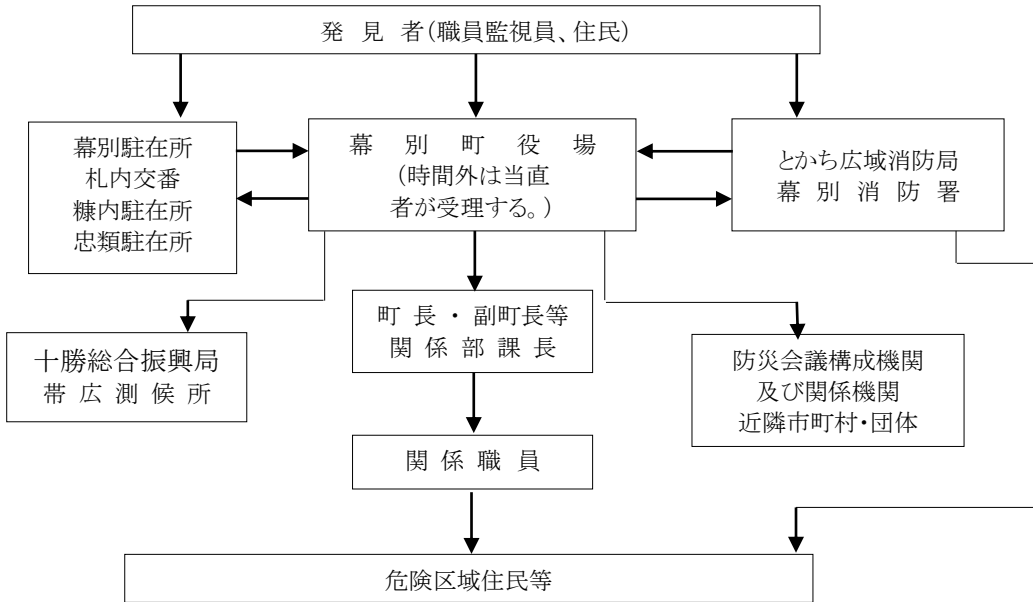 発 見 者(職員監視員、住民)
幕別駐在所
札内交番
糠内駐在所
忠類駐在所
幕 別 町 役 場
(時間外は当直
者が受理する。)
とかち広域消防局
幕 別 消 防 署
十勝総合振興局
帯 広 測 候 所
町 長 ・ 副町長等
関 係 部 課 長
防災会議構成機関
及び関係機関
近隣市町村・団体
関 係 職 員
危険区域住民等